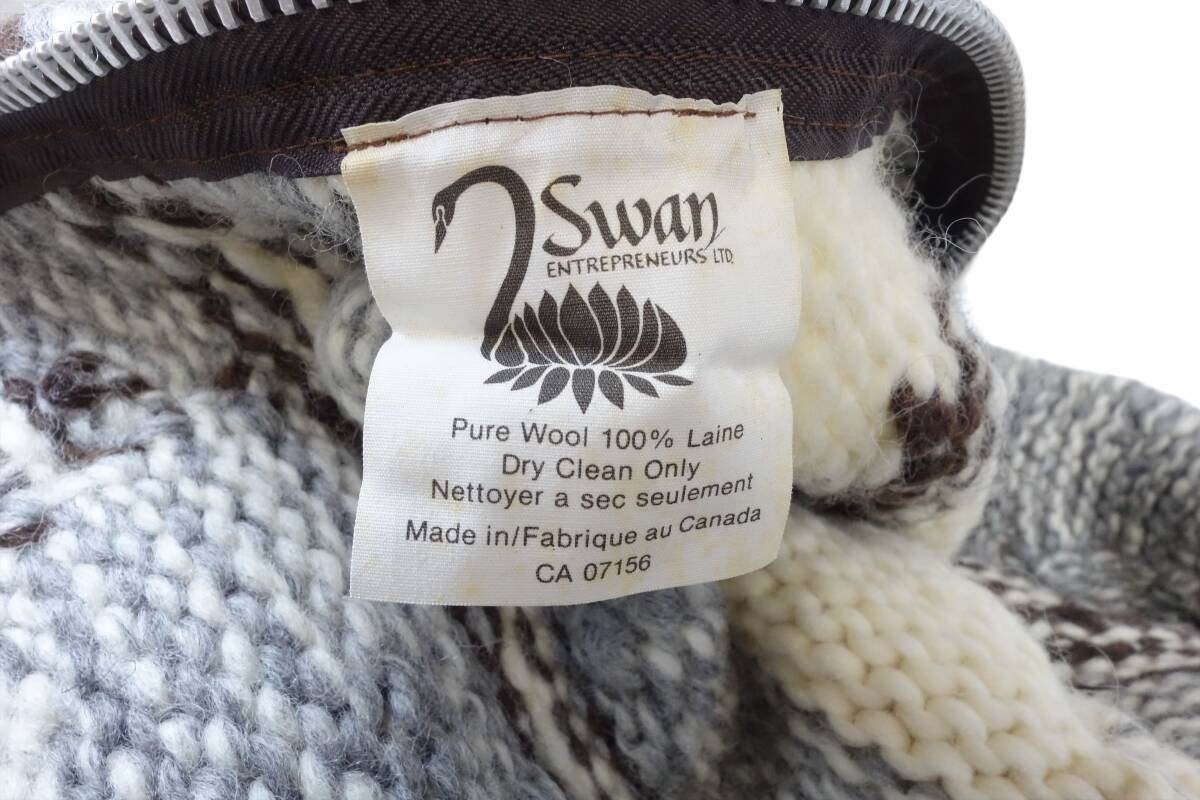 Swan
ENTREPRENEURS LTD.
Pure Wool 100% Laine
Dry Clean Only
Nettoyer a sec seulement
Made in/Fabrique au Canada
CA 07156